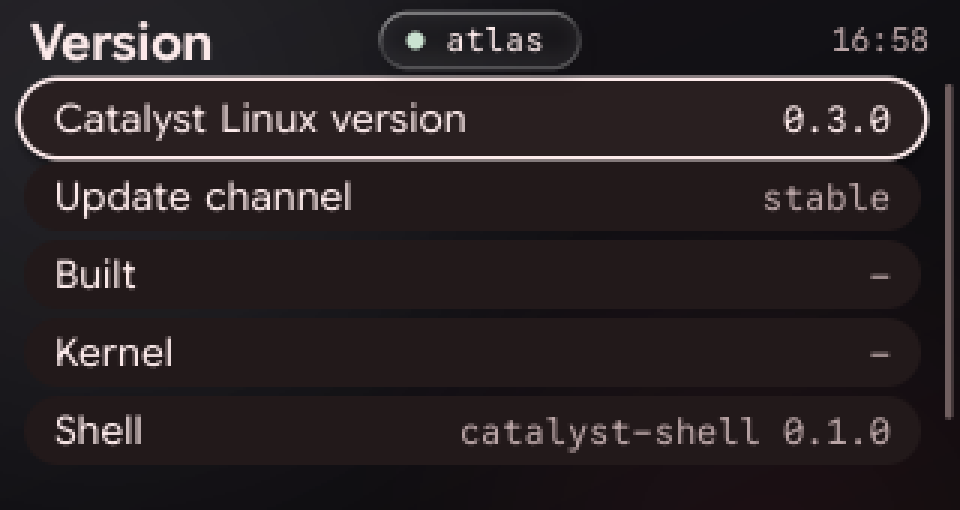 Version atlas 16:58
Catalyst Linux version 0.3.0
Update channel stable
Built –
Kernel –
Shell catalyst-shell 0.1.0